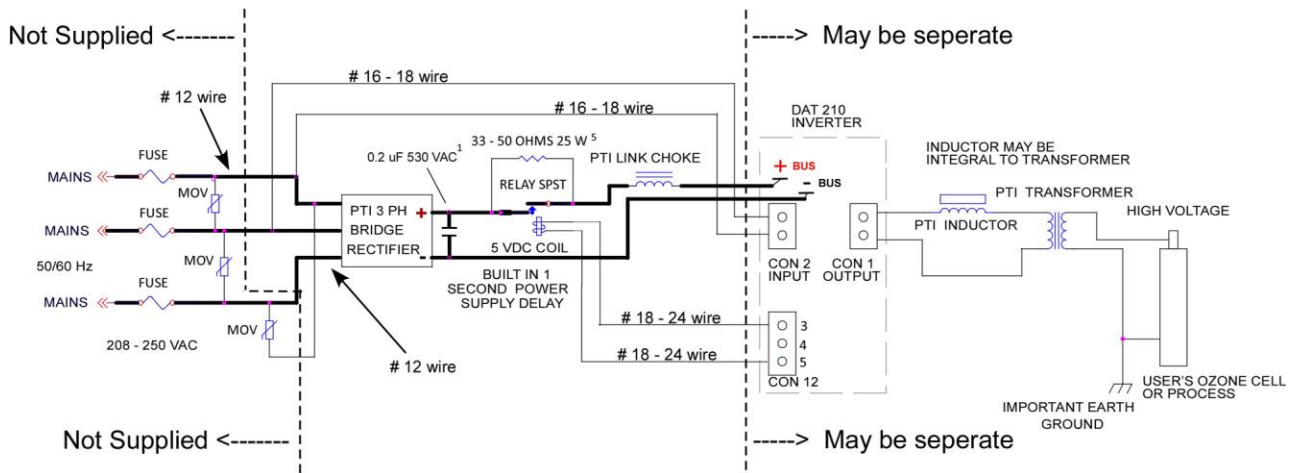 Not Supplied <-------
-----> May be seperate
# 16 - 18 wire
# 12 wire
# 16 - 18 wire
DAT 210
INVERTER
33 - 50 OHMS 25 W 5
FUSE
0.2 uF 530 VAC 1
PTI LINK CHOKE
INDUCTOR MAY BE
INTEGRAL TO TRANSFORMER
MAINS
RELAY SPST
+ BUS
- BUS
MOV
PTI TRANSFORMER
PTI 3 PH
BRIDGE
RECTIFIER
+
-
HIGH VOLTAGE
FUSE
PTI INDUCTOR
MAINS
5 VDC COIL
50/60 Hz
MOV
CON 2
INPUT
CON 1
OUTPUT
BUILT IN 1
SECOND POWER
SUPPLY DELAY
FUSE
MAINS
MOV
# 18 - 24 wire
3
4
5
208 - 250 VAC
# 18 - 24 wire
# 12 wire
CON 12
USER'S OZONE CELL
OR PROCESS
IMPORTANT EARTH
GROUND
Not Supplied <-------
-----> May be seperate